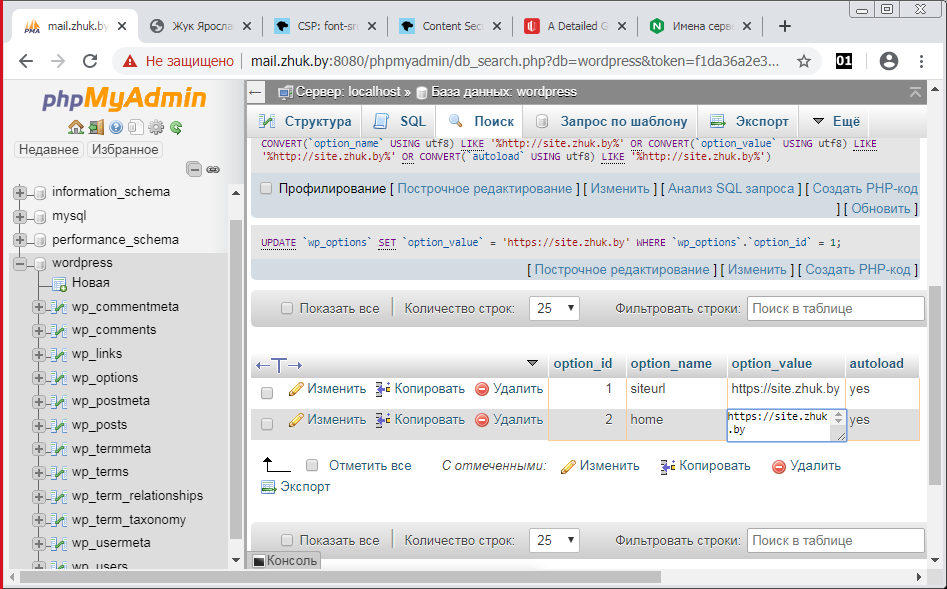 mail.zhuk.by
Жук Яросла
CSP: font-sr
Content Sec
A Detailed G
Имена серве
Не защищено
mail.zhuk.by:8080/phpmyadmin/db_search.php?db=wordpress&token=f1da36a2e3...
01
phpMyAdmin
Недавнее
Избранное
information_schema
mysql
performance_schema
wordpress
Новая
wp_commentmeta
wp_comments
wp_links
wp_options
wp_postmeta
wp_posts
wp_termmeta
wp_terms
wp_term_relationships
wp_term_taxonomy
wp_usermeta
wp_users
Сервер: localhost » База данных: wordpress
Структура SQL Поиск Запрос по шаблону Экспорт Ещё
CONVERT(`option_name` USING utf8) LIKE '%http://site.zhuk.by%' OR CONVERT(`option_value` USING utf8) LIKE
'%http://site.zhuk.by%' OR CONVERT(`autoload` USING utf8) LIKE '%http://site.zhuk.by%')
Профилирование [ Построчное редактирование ] [ Изменить ] [ Анализ SQL запроса ] [ Создать PHP-код
] [ Обновить ]
UPDATE `wp_options` SET `option_value` = 'https://site.zhuk.by' WHERE `wp_options`.`option_id` = 1;
[ Построчное редактирование ] [ Изменить ] [ Создать PHP-код ]
Показать все Количество строк: 25 Фильтровать строки: Поиск в таблице
←T→ option_id option_name option_value autoload
Изменить Копировать Удалить 1 siteurl https://site.zhuk.by yes
Изменить Копировать Удалить 2 home https://site.zhuk yes
.by
Отметить все С отмеченными: Изменить Копировать Удалить
Экспорт
Показать все Количество строк: 25 Фильтровать строки: Поиск в таблице
Консоль